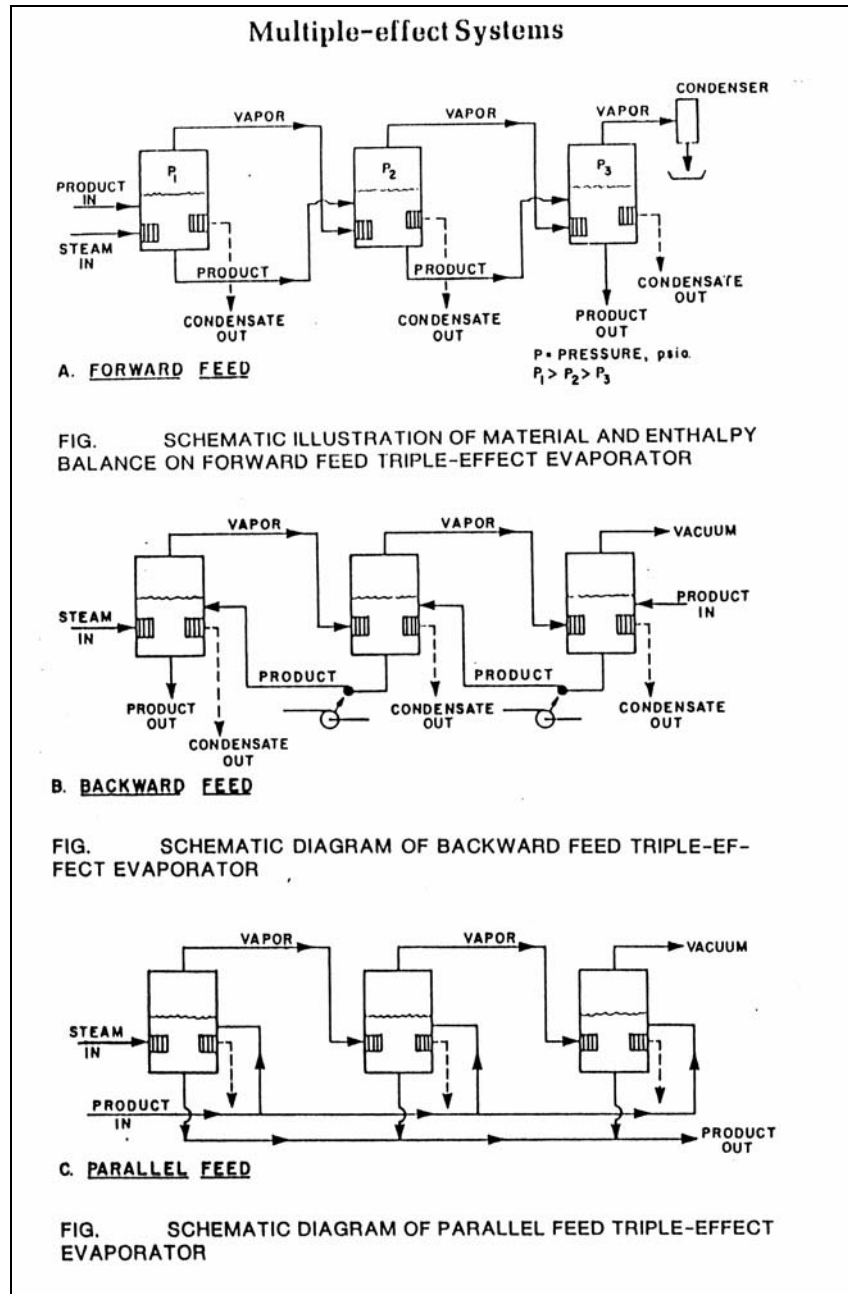 Multiple-effect Systems
CONDENSER
VAPOR
VAPOR
VAPOR
P1
P2
P3
PRODUCT
IN
STEAM
IN
PRODUCT
PRODUCT
CONDENSATE
OUT
CONDENSATE
OUT
PRODUCT
OUT
CONDENSATE
OUT
P = PRESSURE, psia.
P1 > P2 > P3
A. FORWARD FEED
FIG. SCHEMATIC ILLUSTRATION OF MATERIAL AND ENTHALPY
BALANCE ON FORWARD FEED TRIPLE-EFFECT EVAPORATOR
VAPOR
VAPOR
VACUUM
STEAM
IN
PRODUCT
IN
PRODUCT
PRODUCT
PRODUCT
OUT
CONDENSATE
OUT
CONDENSATE
OUT
CONDENSATE
OUT
B. BACKWARD FEED
FIG. SCHEMATIC DIAGRAM OF BACKWARD FEED TRIPLE-EF-
FECT EVAPORATOR
VAPOR
VAPOR
VACUUM
STEAM
IN
PRODUCT
IN
PRODUCT
OUT
C. PARALLEL FEED
FIG. SCHEMATIC DIAGRAM OF PARALLEL FEED TRIPLE-EFFECT
EVAPORATOR